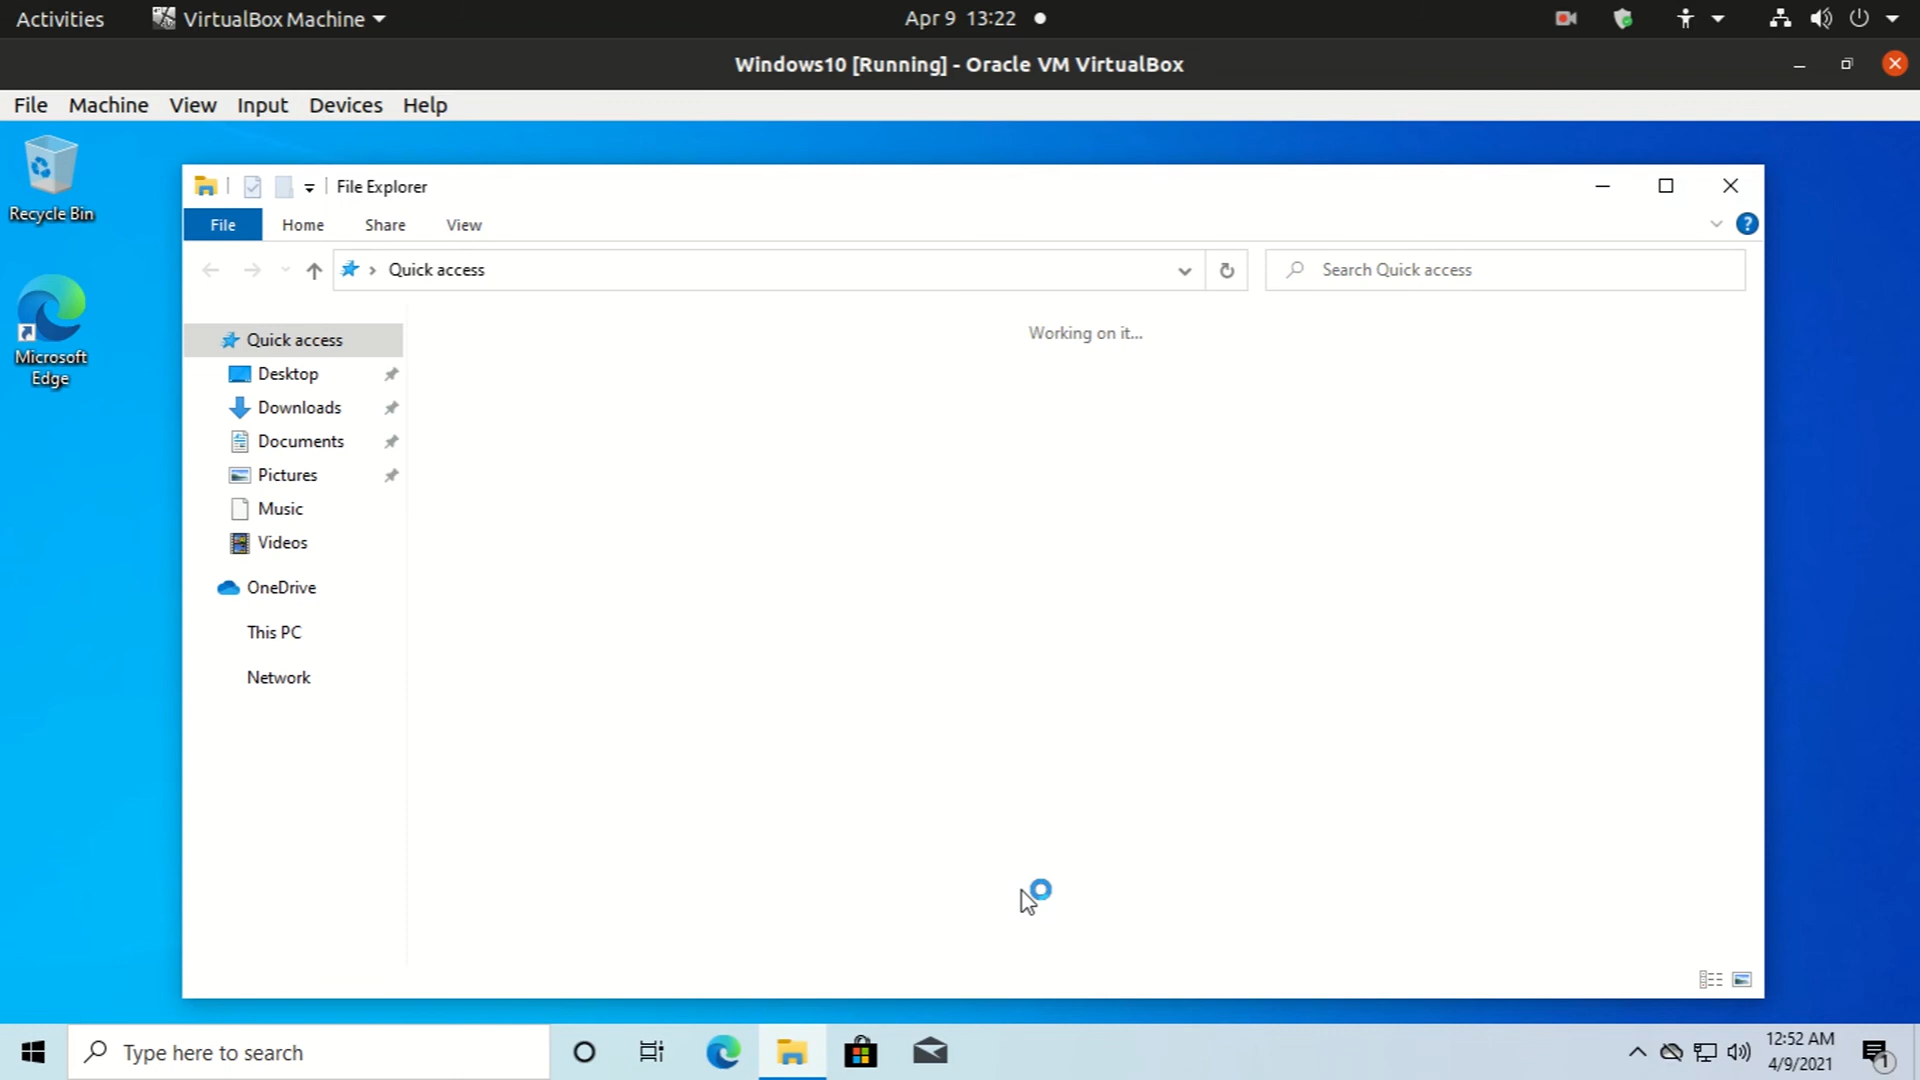 Activities VirtualBox Machine Apr 9 13:22
Windows10 [Running] - Oracle VM VirtualBox
File Machine View Input Devices Help
Recycle Bin
Microsoft
Edge
File Explorer
File Home Share View ?
Quick access Search Quick access
Quick access
Desktop
Downloads
Documents
Pictures
Music
Videos
OneDrive
This PC
Network
Working on it...
Type here to search
12:52 AM
4/9/2021
1